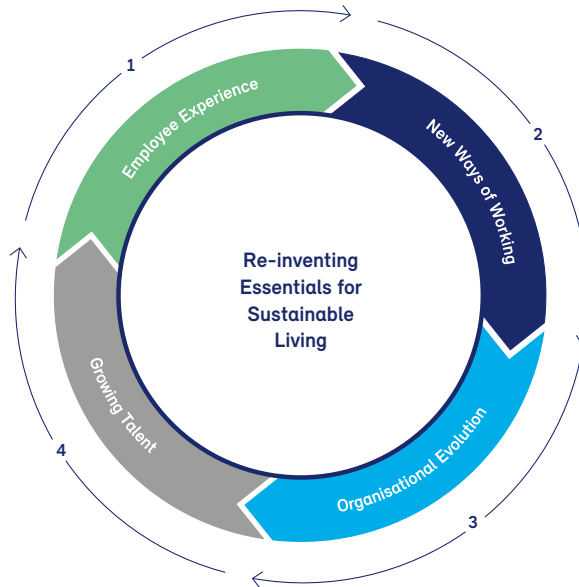 1
Employee Experience
2
New Ways of Working
Re-inventing
Essentials for
Sustainable
Living
3
Organisational Evolution
4
Growing Talent